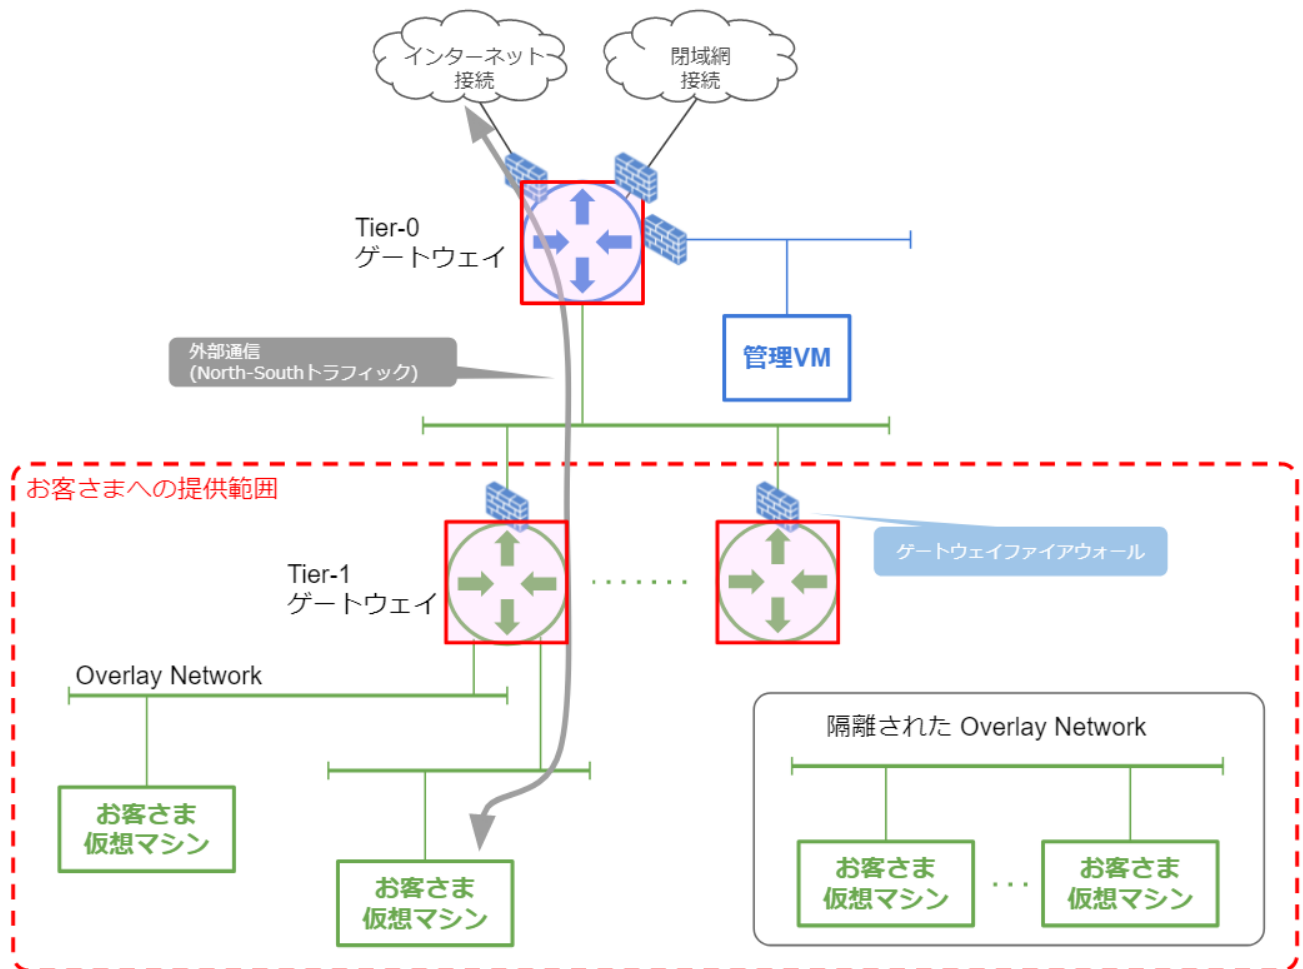 インターネット
接続
閉域網
接続
Tier-0
ゲートウェイ
管理VM
外部通信
(North-Southトラフィック)
お客さまへの提供範囲
ゲートウェイファイアウォール
Tier-1
ゲートウェイ
Overlay Network
隔離された Overlay Network
お客さま
仮想マシン
お客さま
仮想マシン
お客さま
仮想マシン
お客さま
仮想マシン